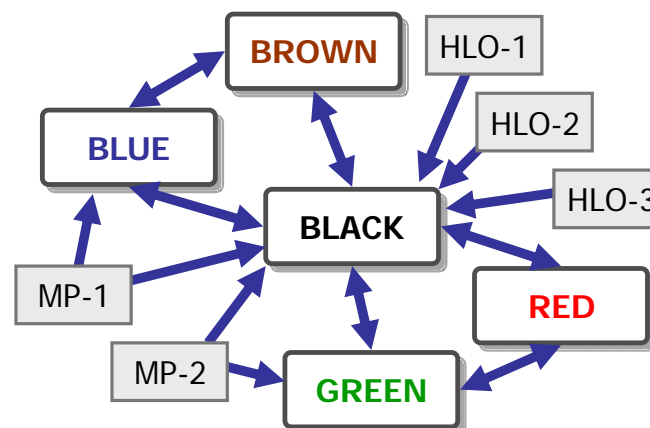 BROWN
HLO-1
HLO-2
BLUE
HLO-3
BLACK
MP-1
RED
MP-2
GREEN